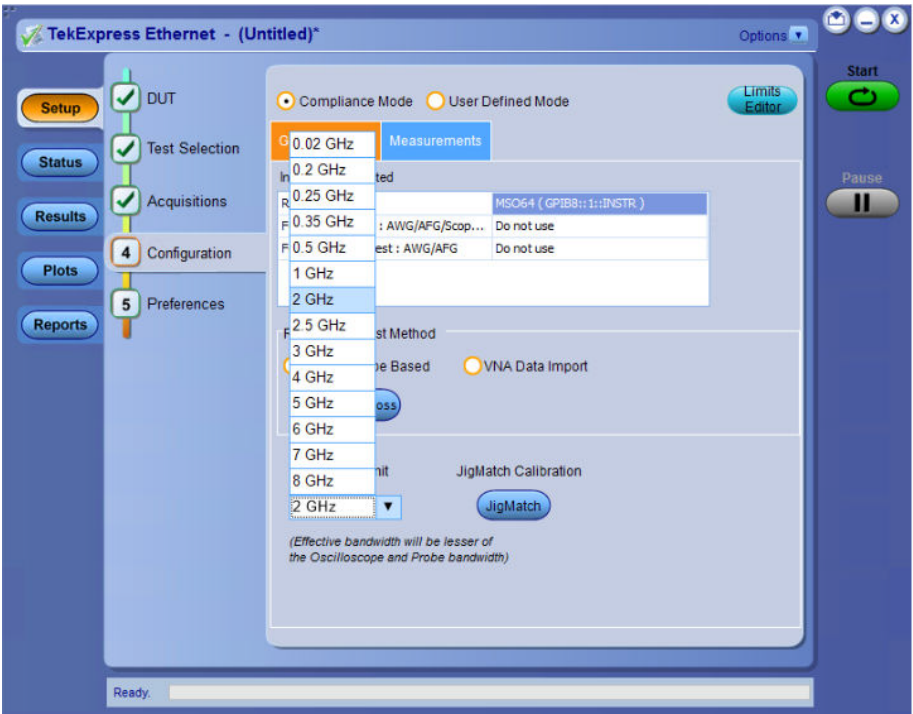 TekExpress Ethernet - (Untitled)*
Options
Start
Pause
Setup
Status
Results
Plots
Reports
DUT
Test Selection
Acquisitions
4 Configuration
5 Preferences
Compliance Mode
User Defined Mode
Limits
Editor
Measurements
MSO64 ( GPIB8::1::INSTR )
: AWG/AFG/Scop... Do not use
: AWG/AFG Do not use
0.02 GHz
0.2 GHz
0.25 GHz
0.35 GHz
0.5 GHz
1 GHz
2 GHz
2.5 GHz
3 GHz
4 GHz
5 GHz
6 GHz
7 GHz
8 GHz
2 GHz
Method
Based
VNA Data Import
JigMatch Calibration
JigMatch
(Effective bandwidth will be lesser of
the Oscilloscope and Probe bandwidth)
Ready.